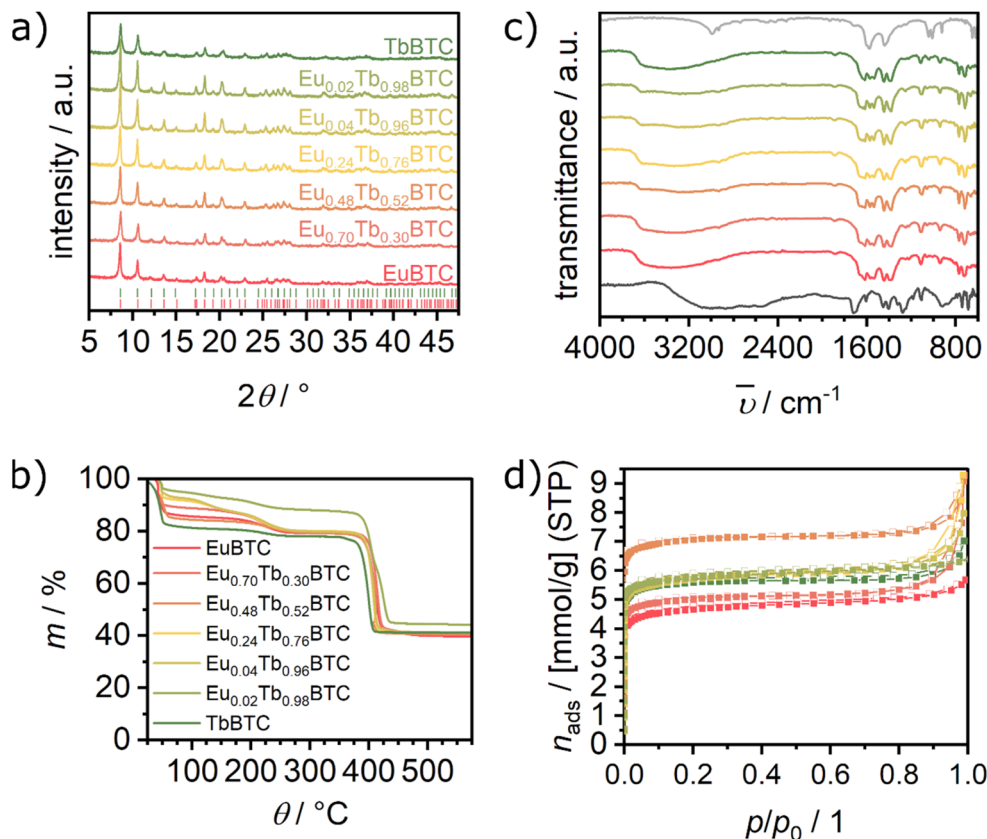 a)
intensity / a.u.
TbBTC
Eu0.02Tb0.98BTC
Eu0.04Tb0.96BTC
Eu0.24Tb0.76BTC
Eu0.48Tb0.52BTC
Eu0.70Tb0.30BTC
EuBTC
5 10 15 20 25 30 35 40 45
2θ / °
c)
transmittance / a.u.
4000 3200 2400 1600 800
ῡ / cm-1
b)
m / %
100
80
60
40
20
0
EuBTC
Eu0.70Tb0.30BTC
Eu0.48Tb0.52BTC
Eu0.24Tb0.76BTC
Eu0.04Tb0.96BTC
Eu0.02Tb0.98BTC
TbBTC
100 200 300 400 500
θ / °C
d)
nads / [mmol/g] (STP)
9
8
7
6
5
4
3
2
1
0
0.0 0.2 0.4 0.6 0.8 1.0
p/p0 / 1